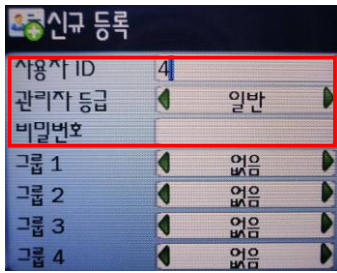 신규 등록
사용자 ID 4
관리자 등급 일반
비밀번호
그룹 1 없음
그룹 2 없음
그룹 3 없음
그룹 4 없음